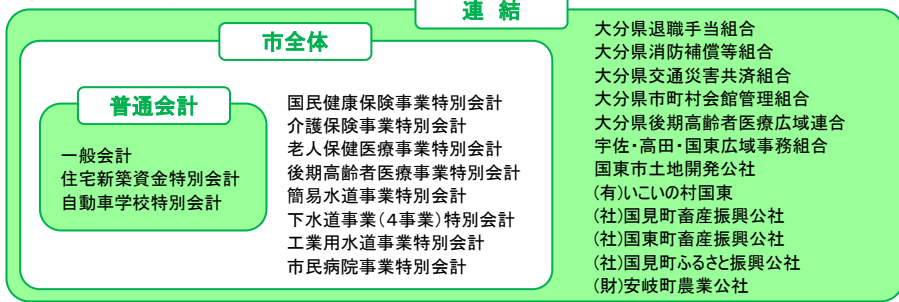 連 結
市全体
普通会計
一般会計
住宅新築資金特別会計
自動車学校特別会計
国民健康保険事業特別会計
介護保険事業特別会計
老人保健医療事業特別会計
後期高齢者医療事業特別会計
簡易水道事業特別会計
下水道事業(4事業)特別会計
工業用水道事業特別会計
市民病院事業特別会計
大分県退職手当組合
大分県消防補償等組合
大分県交通災害共済組合
大分県市町村会館管理組合
大分県後期高齢者医療広域連合
宇佐・高田・国東広域事務組合
国東市土地開発公社
(有)いこいの村国東
(社)国見町畜産振興公社
(社)国東町畜産振興公社
(社)国見町ふるさと振興公社
(財)安岐町農業公社